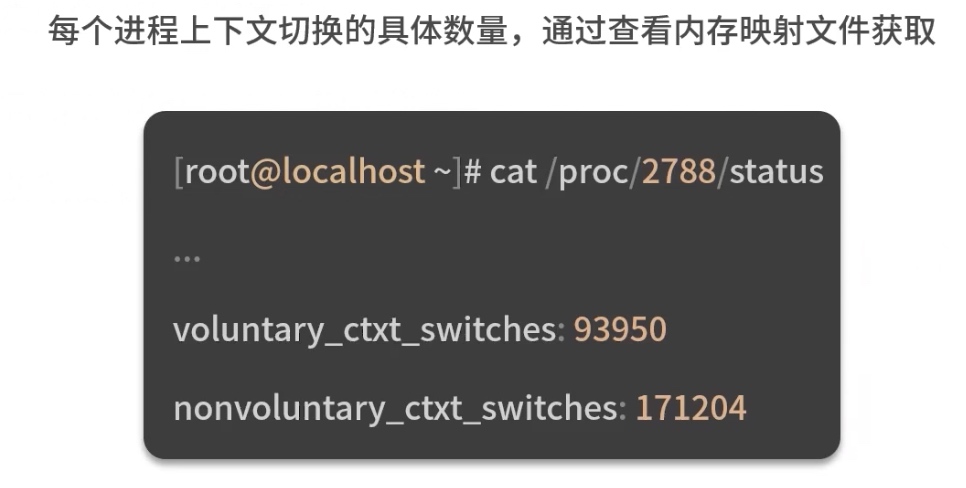 每个进程上下文切换的具体数量，通过查看内存映射文件获取
[root@localhost ~]# cat /proc/2788/status
...
voluntary_ctxt_switches: 93950
nonvoluntary_ctxt_switches: 171204